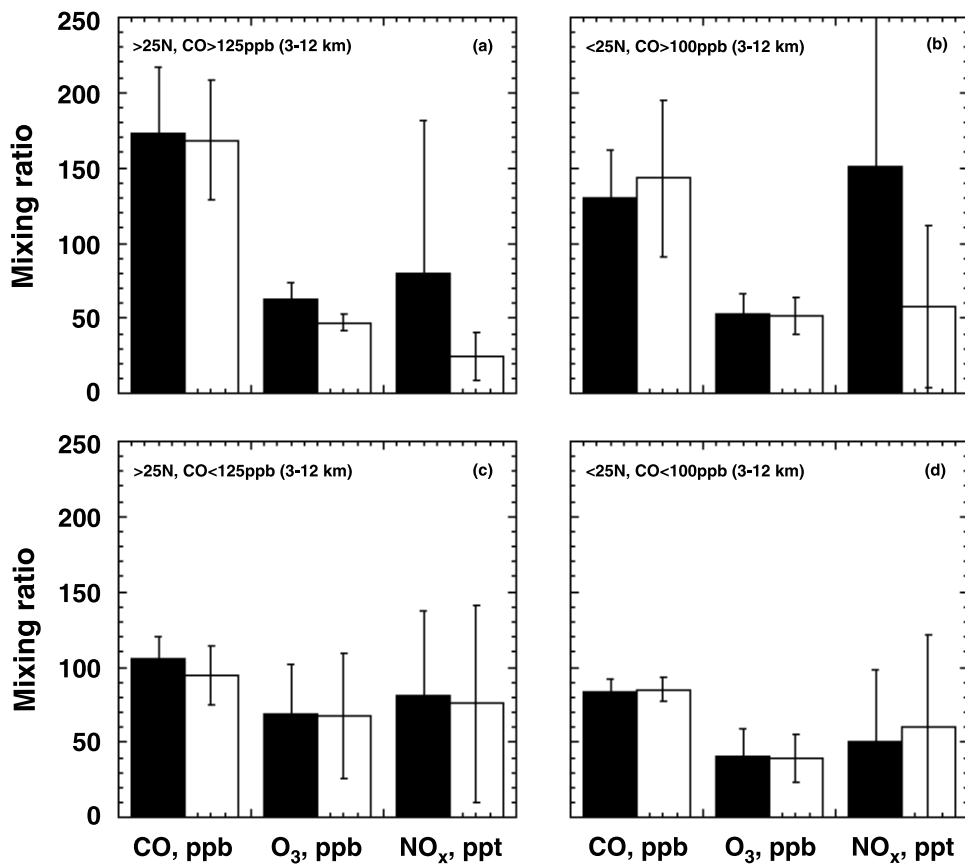 250
200
150
100
50
0
Mixing ratio
>25N, CO>125ppb (3-12 km) (a)
<25N, CO>100ppb (3-12 km) (b)
250
200
150
100
50
0
Mixing ratio
>25N, CO<125ppb (3-12 km) (c)
<25N, CO<100ppb (3-12 km) (d)
CO, ppb O₃, ppb NOₓ, ppt
CO, ppb O₃, ppb NOₓ, ppt